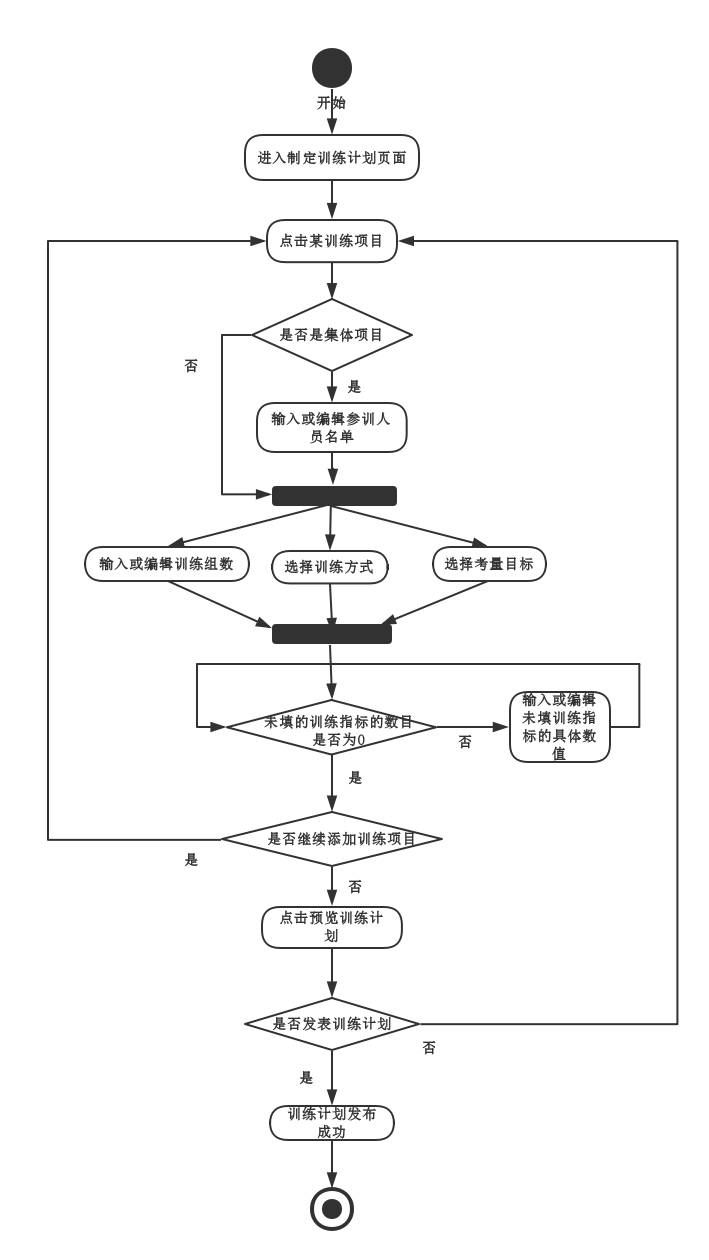 开始
进入制定训练计划页面
点击某训练项目
是否是集体项目
否
是
输入或编辑参训人
员名单
输入或编辑训练组数
选择训练方式
选择考量目标
未填的训练指标的数目
是否为0
否
输入或编辑
未填训练指
标的具体数
值
是
是否继续添加训练项目
是
否
点击预览训练计
划
是否发表训练计划
否
是
训练计划发布
成功